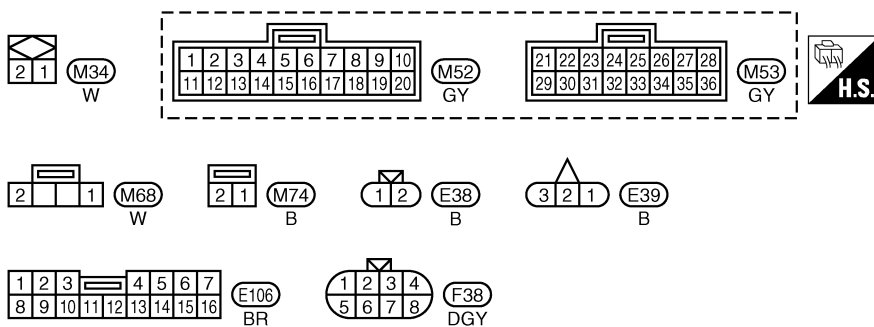 2 1 M34
W
1 2 3 4 5 6 7 8 9 10
11 12 13 14 15 16 17 18 19 20
M52
GY
21 22 23 24 25 26 27 28
29 30 31 32 33 34 35 36
M53
GY
H.S.
2 1 M68
W
2 1 M74
B
1 2 E38
B
3 2 1 E39
B
1 2 3 4 5 6 7
8 9 10 11 12 13 14 15 16
E106
BR
1 2 3 4
5 6 7 8
F38
DGY